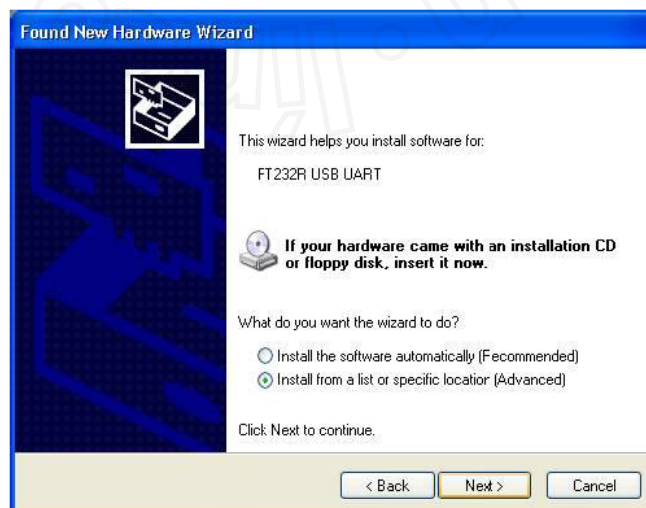 Found New Hardware Wizard
This wizard helps you install software for:
FT232R USB UART
If your hardware came with an installation CD
or floppy disk, insert it now.
What do you want the wizard to do?
Install the software automatically (Fecommended)
Install from a list or specific locatior (Advanced)
Click Next to continue.
< Back
Next >
Cancel